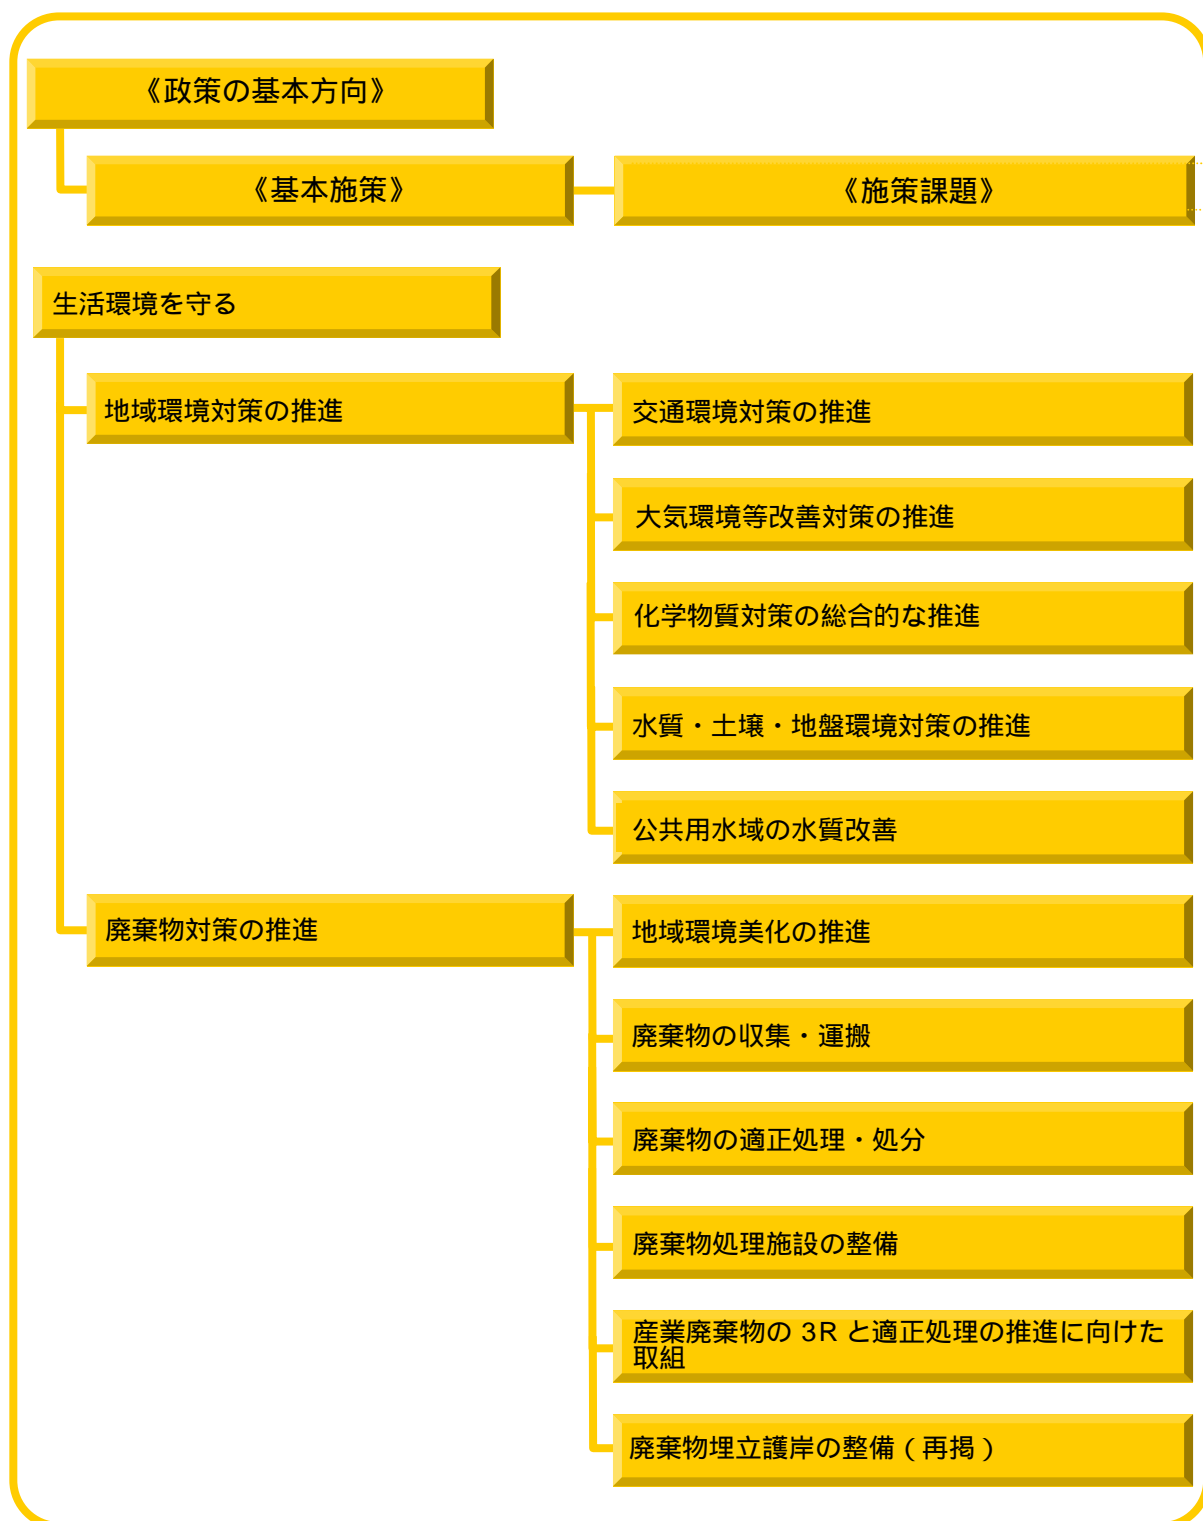 《政策の基本方向》
《基本施策》
《施策課題》
生活環境を守る
地域環境対策の推進
交通環境対策の推進
大気環境等改善対策の推進
化学物質対策の総合的な推進
水質・土壌・地盤環境対策の推進
公共用水域の水質改善
廃棄物対策の推進
地域環境美化の推進
廃棄物の収集・運搬
廃棄物の適正処理・処分
廃棄物処理施設の整備
産業廃棄物の 3R と適正処理の推進に向けた
取組
廃棄物埋立護岸の整備（再掲）